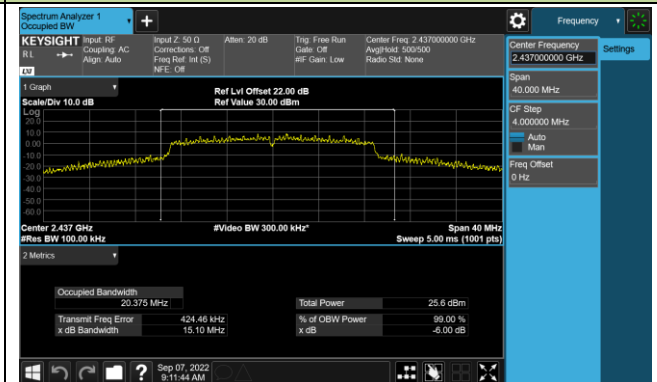 Spectrum Analyzer 1
Occupied BW
+
Frequency
KEYSIGHT
RL
LXI
Input: RF
Coupling: AC
Align: Auto
Input Z: 50 Ω
Corrections: Off
Freq Ref: Int (S)
NFE: Off
Atten: 20 dB
Trig: Free Run
Gate: Off
#IF Gain: Low
Center Freq: 2.437000000 GHz
Avg|Hold: 500/500
Radio Std: None
Center Frequency
2.437000000 GHz
Settings
Span
40.000 MHz
CF Step
4.000000 MHz
Auto
Man
Freq Offset
0 Hz
1 Graph
Scale/Div 10.0 dB
Ref Lvl Offset 22.00 dB
Ref Value 30.00 dBm
Log
20.0
10.0
0.00
-10.0
-20.0
-30.0
-40.0
-50.0
-60.0
Center 2.437 GHz
#Video BW 300.00 kHz*
Span 40 MHz
#Res BW 100.00 kHz
Sweep 5.00 ms (1001 pts)
2 Metrics
Occupied Bandwidth
20.375 MHz
Total Power 25.6 dBm
Transmit Freq Error 424.46 kHz
% of OBW Power 99.00 %
x dB Bandwidth 15.10 MHz
x dB -6.00 dB
?
Sep 07, 2022
9:11:44 AM